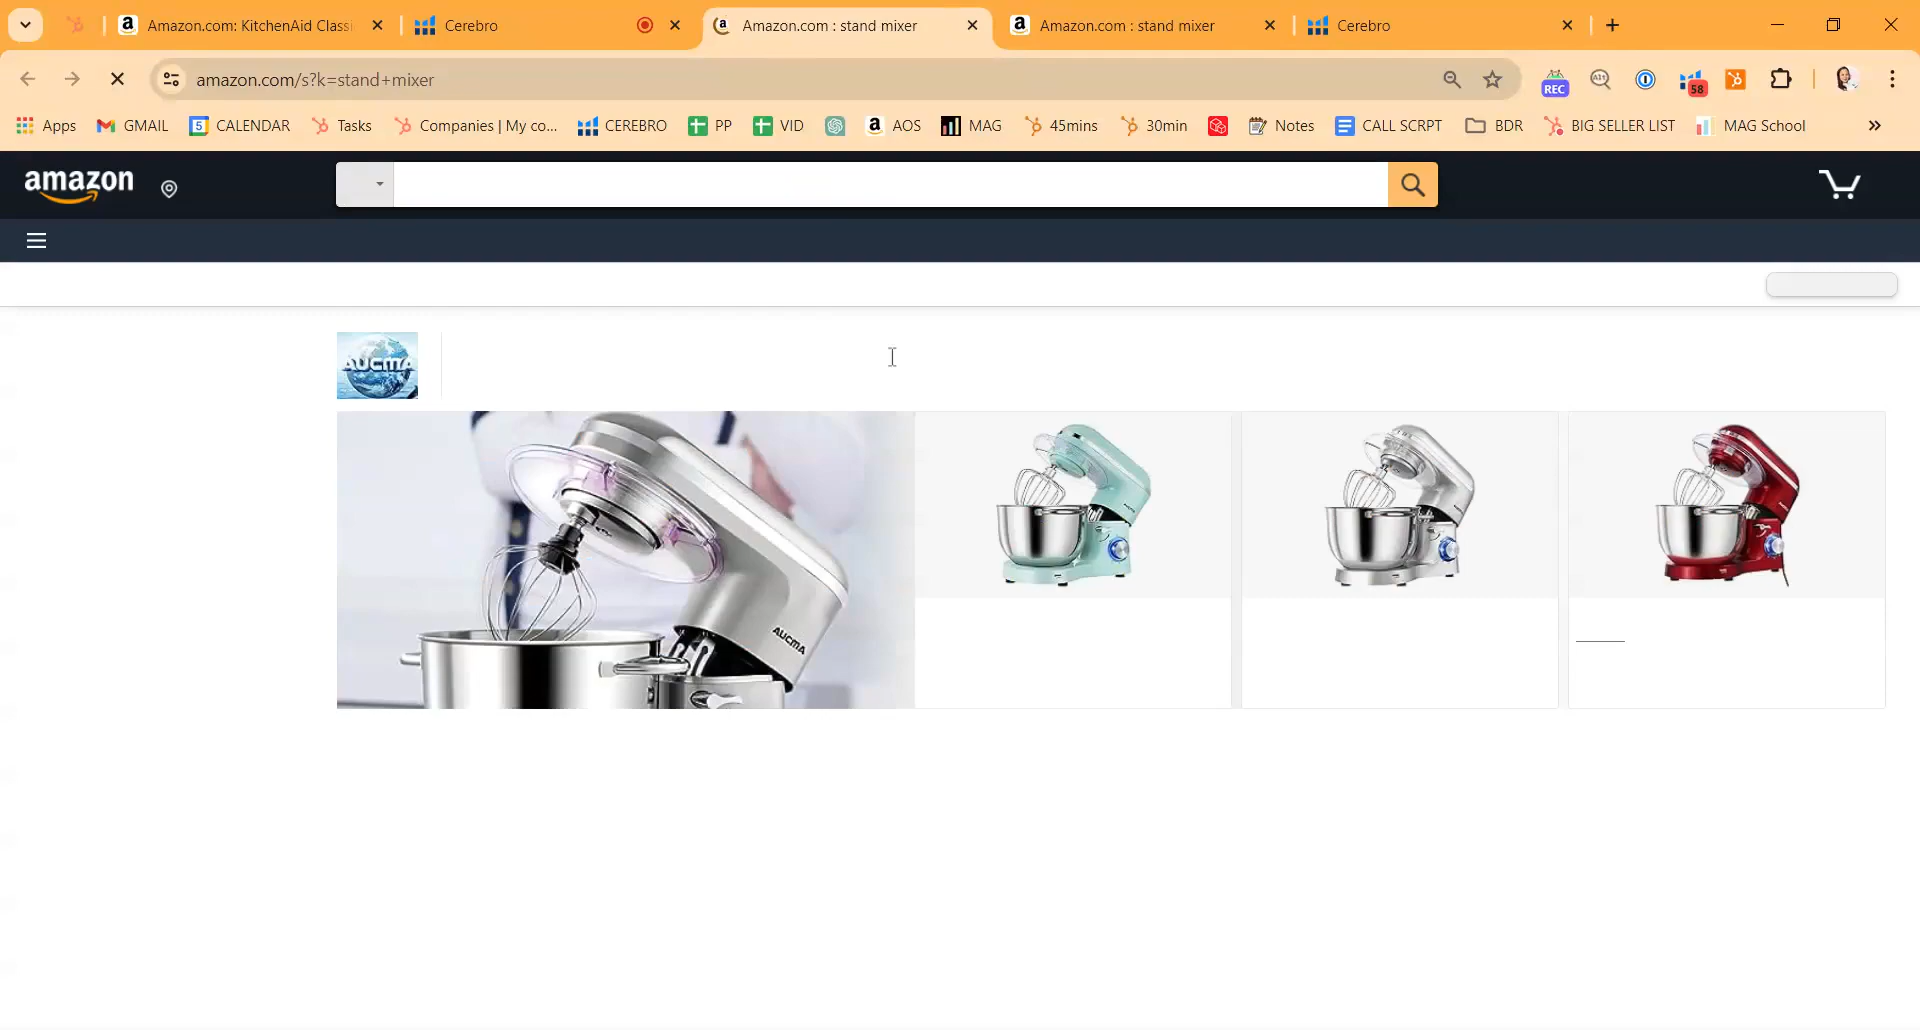 Amazon.com: KitchenAid Classi
Cerebro
Amazon.com : stand mixer
Amazon.com : stand mixer
Cerebro
amazon.com/s?k=stand+mixer
REC
Alt
58
Apps
GMAIL
5
CALENDAR
Tasks
Companies | My co...
CEREBRO
PP
VID
AOS
MAG
45mins
30min
Notes
CALL SCRPT
BDR
BIG SELLER LIST
MAG School
amazon
AUCMA
AUCMA